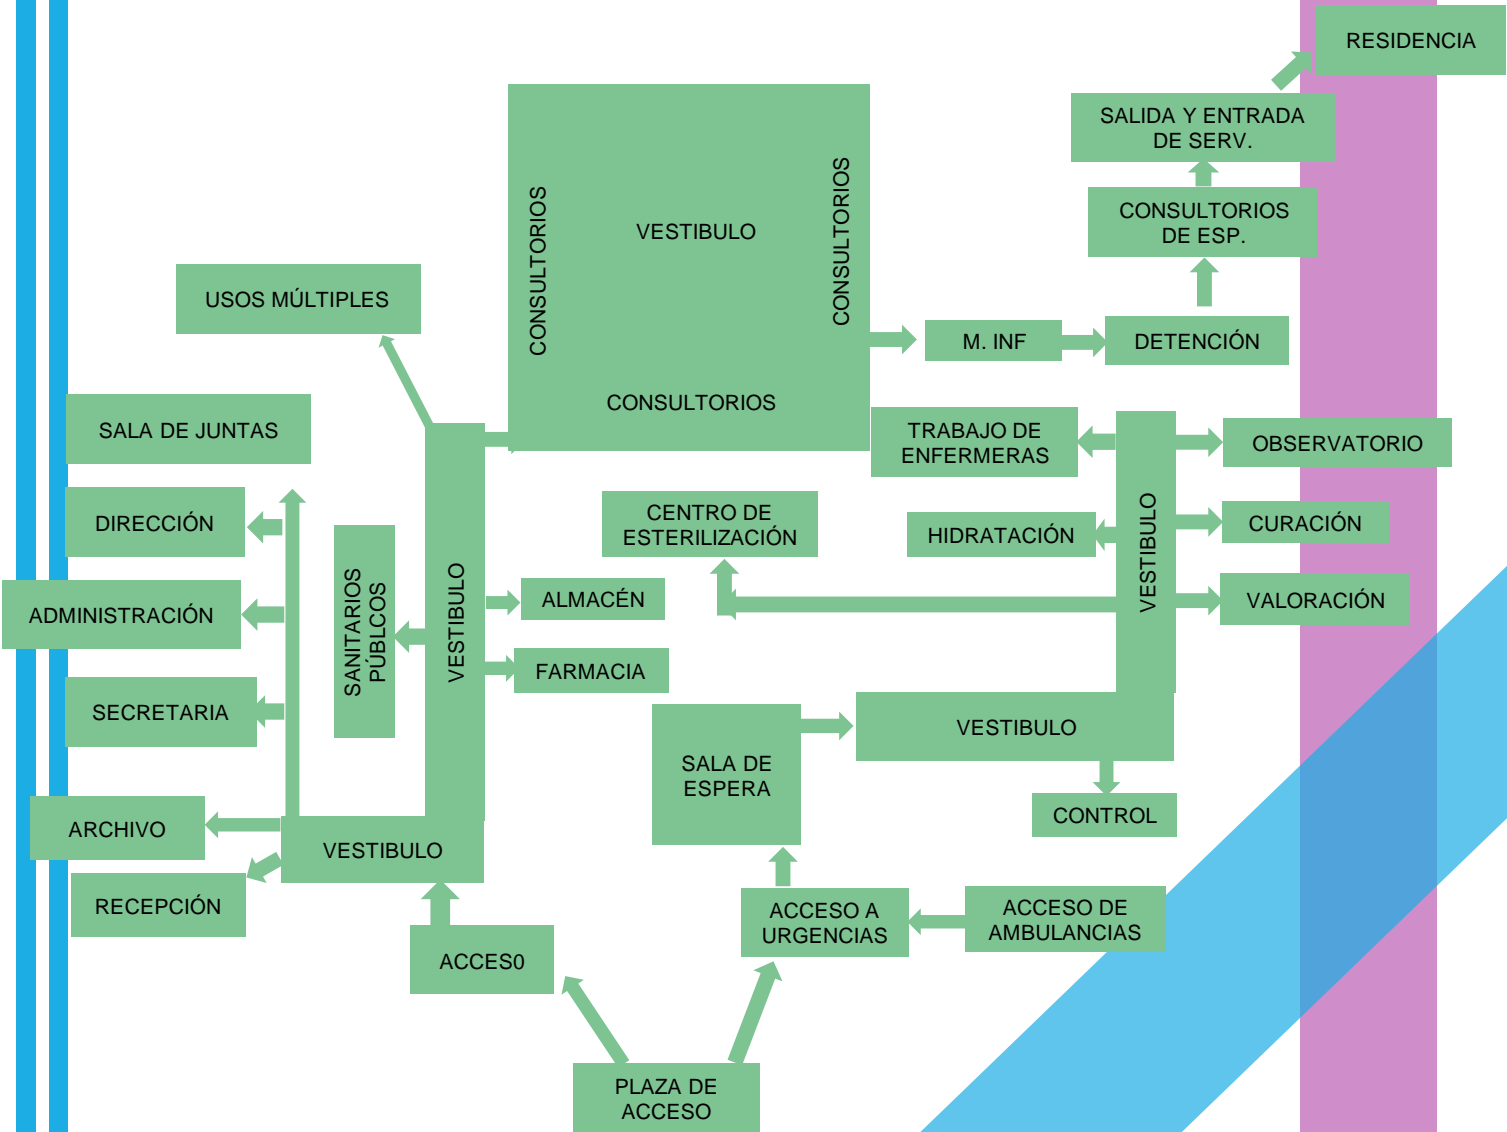 RESIDENCIA
SALIDA Y ENTRADA
DE SERV.
CONSULTORIOS
DE ESP.
CONSULTORIOS
VESTIBULO
CONSULTORIOS
USOS MÚLTIPLES
M. INF
DETENCIÓN
CONSULTORIOS
SALA DE JUNTAS
TRABAJO DE
ENFERMERAS
OBSERVATORIO
DIRECCIÓN
CENTRO DE
ESTERILIZACIÓN
HIDRATACIÓN
VESTIBULO
CURACIÓN
ADMINISTRACIÓN
SANITARIOS
PÚBLCOS
VESTIBULO
ALMACÉN
VALORACIÓN
FARMACIA
SECRETARIA
SALA DE
ESPERA
VESTIBULO
CONTROL
ARCHIVO
VESTIBULO
RECEPCIÓN
ACCESO A
URGENCIAS
ACCESO DE
AMBULANCIAS
ACCES0
PLAZA DE
ACCESO